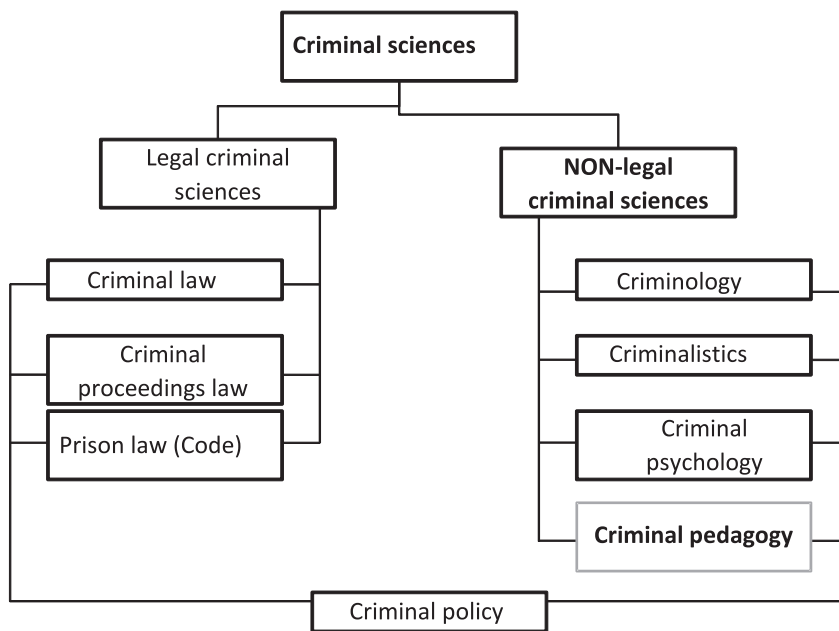 Criminal sciences
Legal criminal
sciences
NON-legal
criminal sciences
Criminal law
Criminal
proceedings law
Prison law (Code)
Criminology
Criminalistics
Criminal
psychology
Criminal pedagogy
Criminal policy